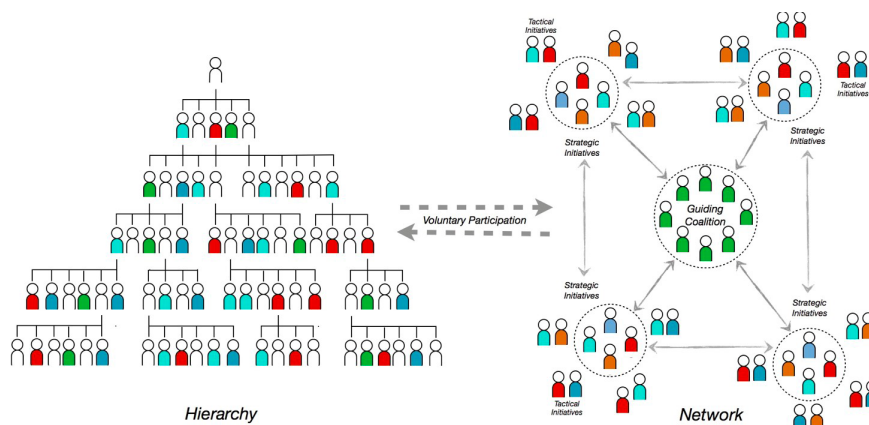 Tactical
Initiatives
Tactical
Initiatives
Strategic
Initiatives
Strategic
Initiatives
Guiding
Coalition
Voluntary Participation
Strategic
Initiatives
Strategic
Initiatives
Tactical
Initiatives
Hierarchy
Network